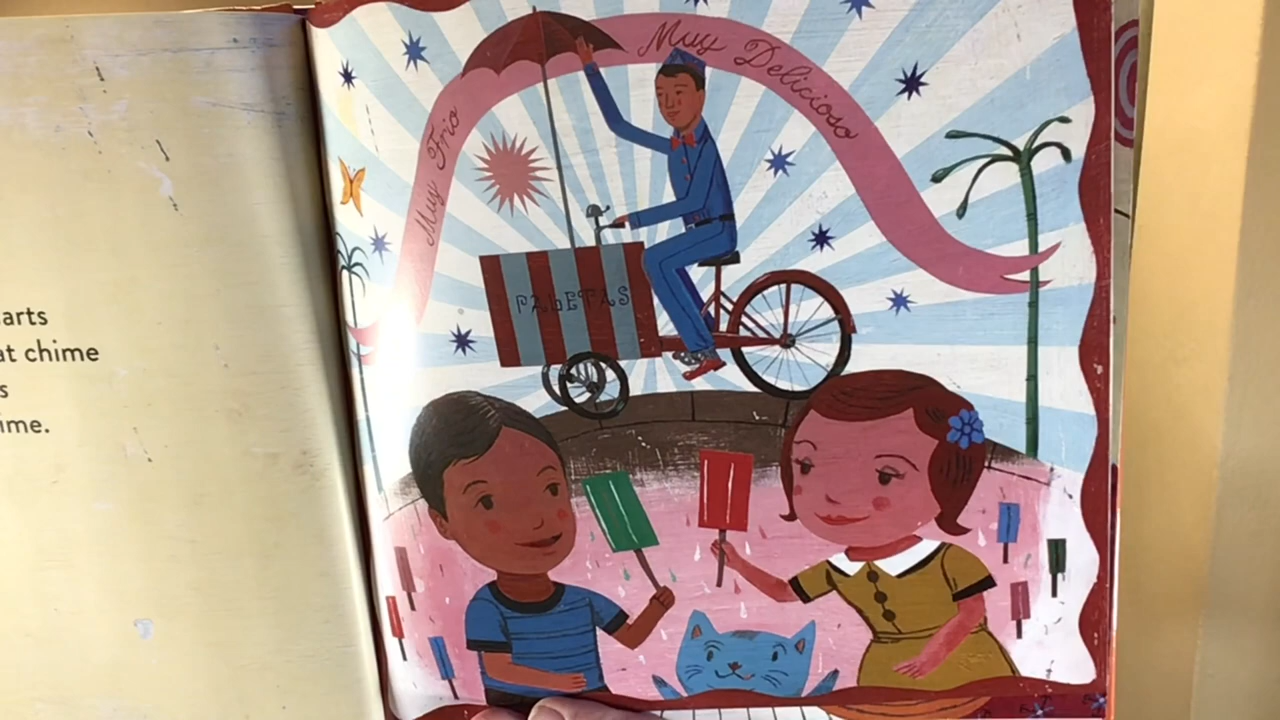 arts
at chime
s
ime.
Muy Frio
Muy Delicioso
PALETAS